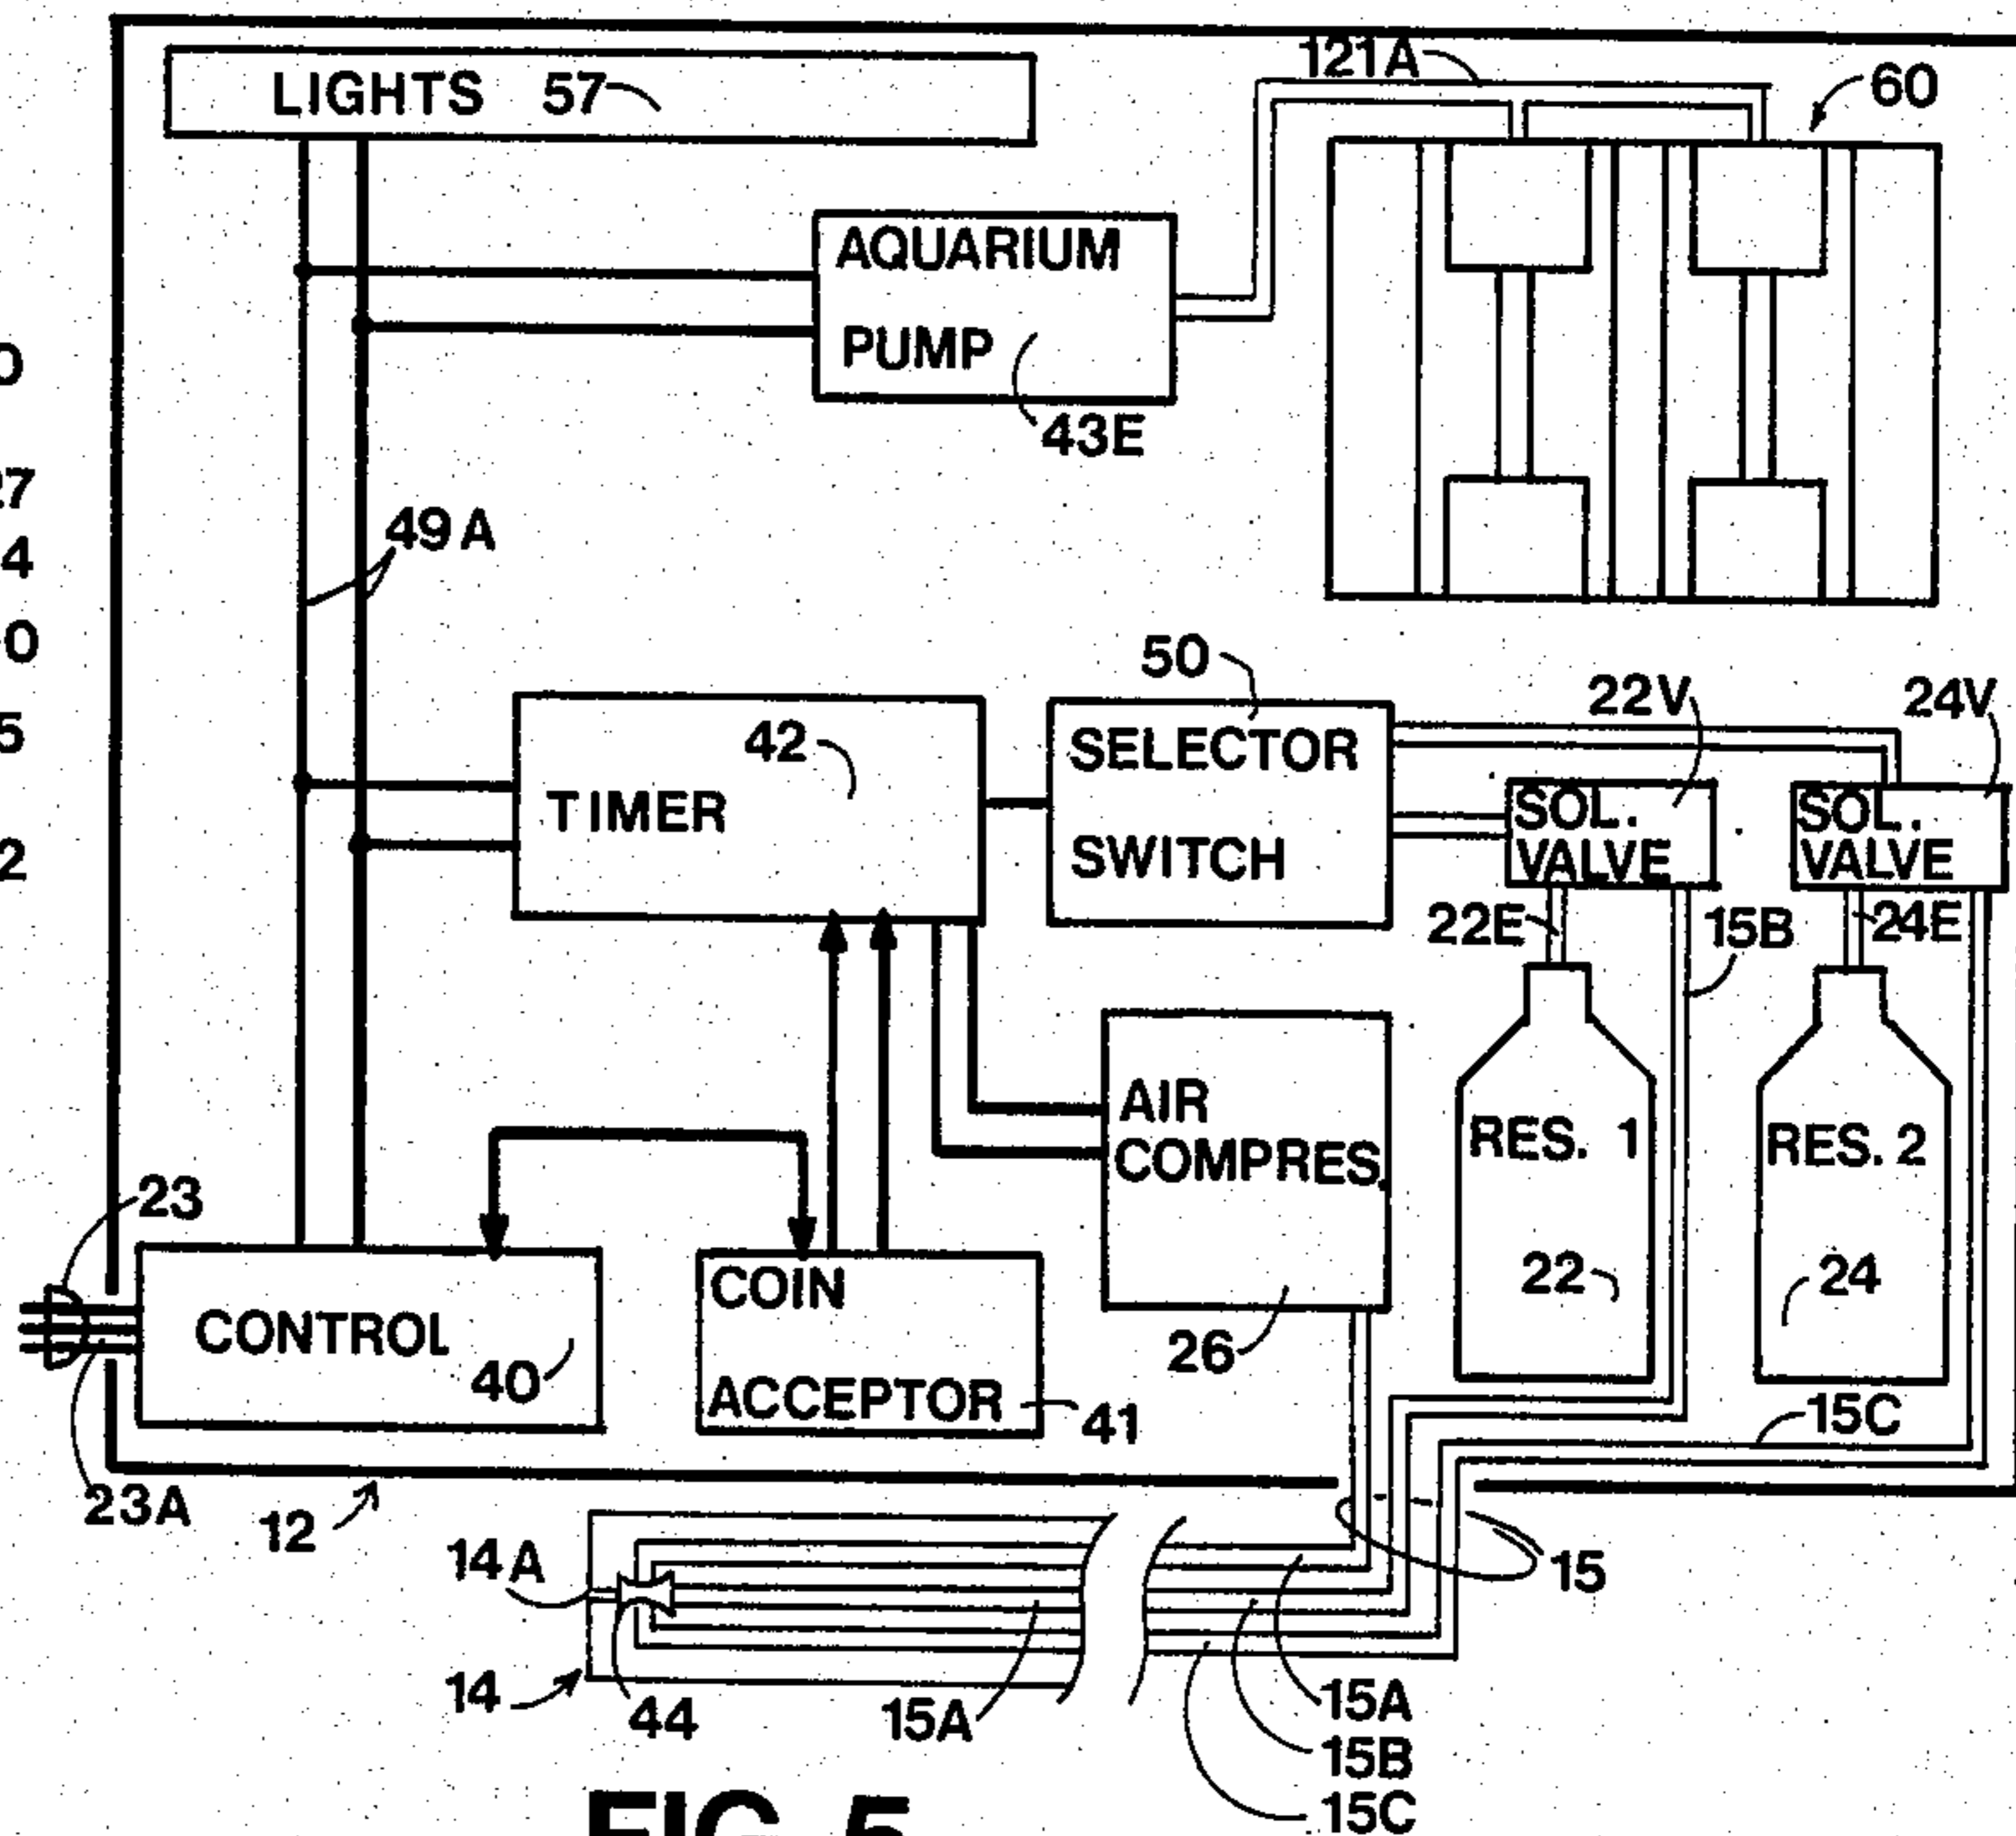 121A
60
LIGHTS 57
AQUARIUM
PUMP
43E
49A
50
22V
24V
42
TIMER
SELECTOR
SWITCH
SOL.
VALVE
SOL.
VALVE
22E
15B
24E
AIR
COMPRES.
RES. 1
RES. 2
23
22
24
COIN
ACCEPTOR
CONTROL
40
26
41
15C
23A
12
14A
15
14
44
15A
15A
15B
15C
FIG. 5